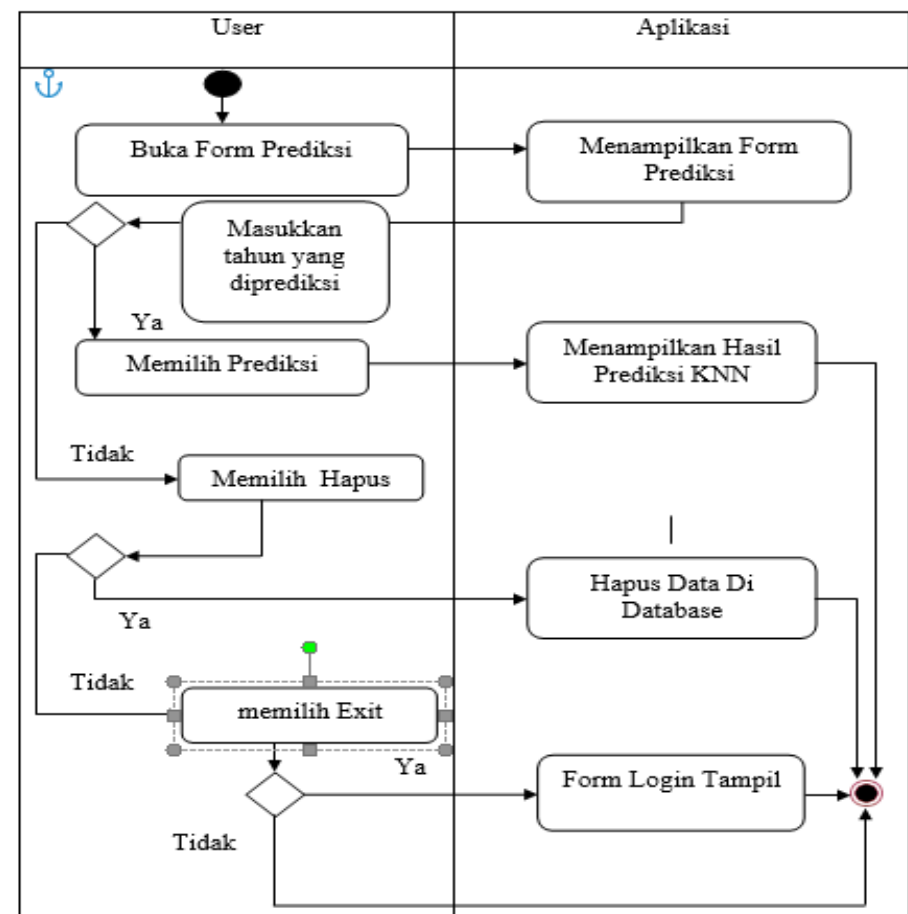 User
Aplikasi
Buka Form Prediksi
Menampilkan Form
Prediksi
Masukkan
tahun yang
diprediksi
Ya
Memilih Prediksi
Menampilkan Hasil
Prediksi KNN
Tidak
Memilih Hapus
Hapus Data Di
Database
Ya
Tidak
memilih Exit
Ya
Form Login Tampil
Tidak